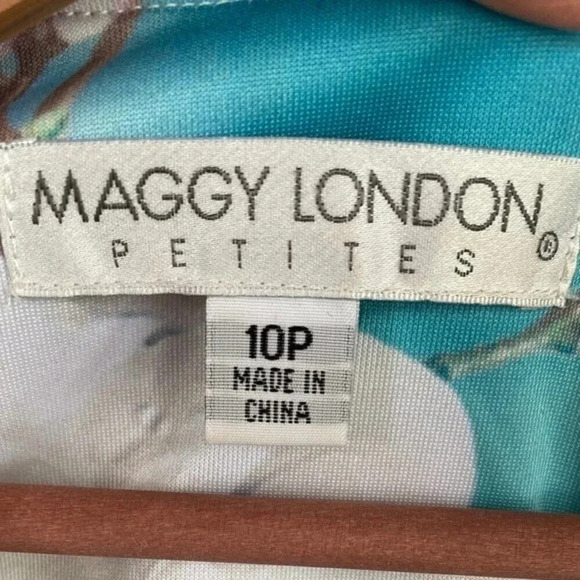 MAGGY LONDON®
PETITES
10P
MADE IN
CHINA